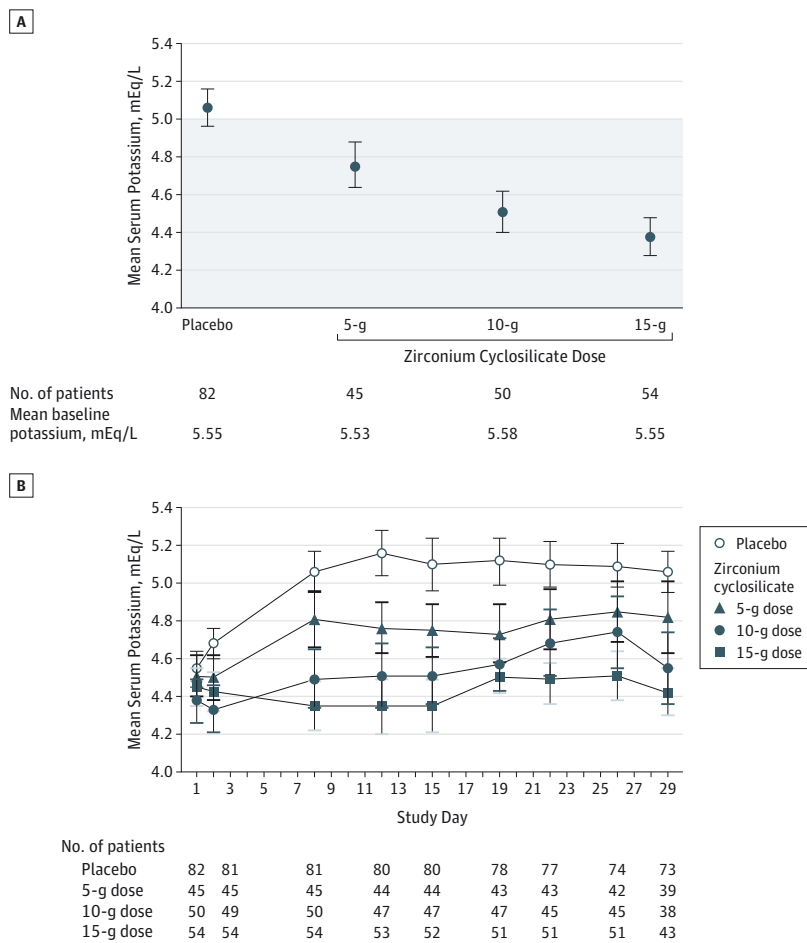 A
5.4
5.2
5.0
4.8
4.6
4.4
4.2
4.0
Mean Serum Potassium, mEq/L
Placebo 5-g 10-g 15-g
Zirconium Cyclosilicate Dose
No. of patients 82 45 50 54
Mean baseline
potassium, mEq/L 5.55 5.53 5.58 5.55
B
5.4
5.2
5.0
4.8
4.6
4.4
4.2
4.0
Mean Serum Potassium, mEq/L
1 3 5 7 9 11 13 15 17 19 21 23 25 27 29
Study Day
Placebo
Zirconium
cyclosilicate
5-g dose
10-g dose
15-g dose
No. of patients
Placebo 82 81 81 80 80 78 77 74 73
5-g dose 45 45 45 44 44 43 43 42 39
10-g dose 50 49 50 47 47 47 45 45 38
15-g dose 54 54 54 53 52 51 51 51 43